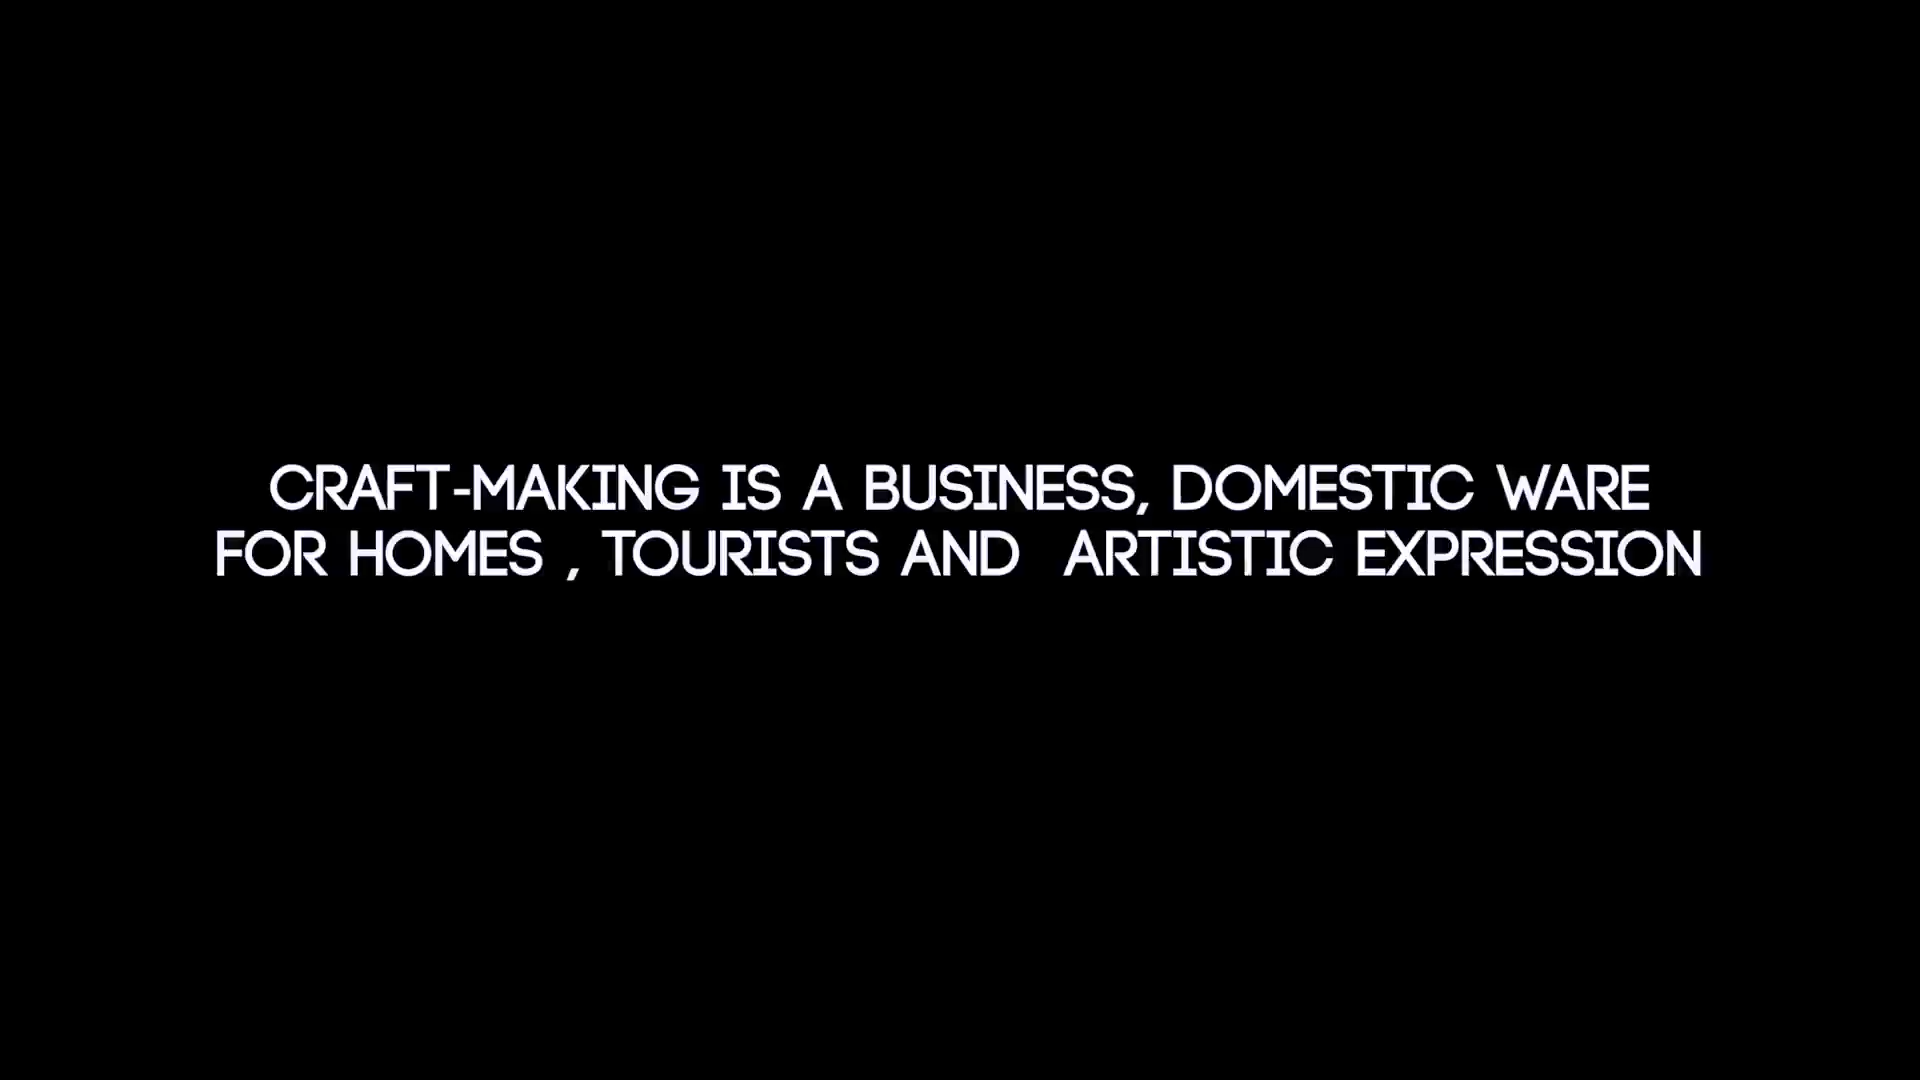 CRAFT-MAKING IS A BUSINESS, DOMESTIC WARE
FOR HOMES , TOURISTS AND  ARTISTIC EXPRESSION